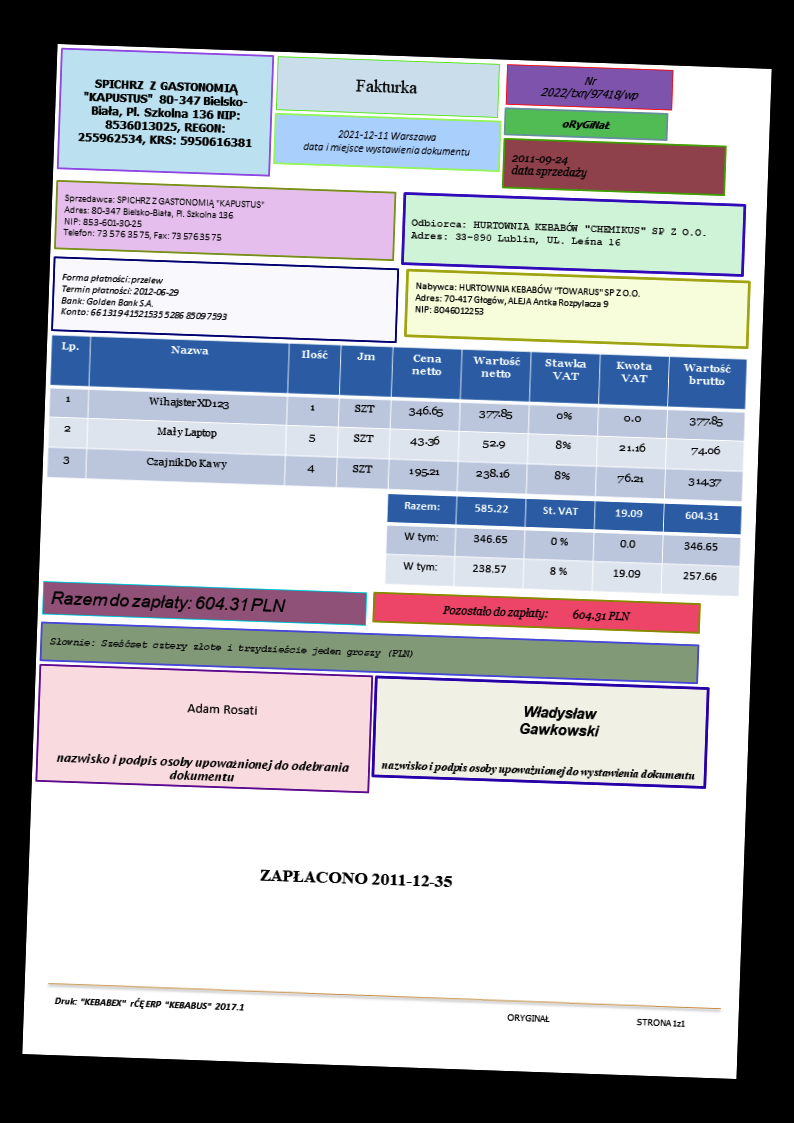 SPICHRZ Z GASTONOMIĄ
"KAPUSTUS" 80-347 Bielsko-
Biała, Pl. Szkolna 136 NIP:
8536013025, REGON:
255962534, KRS: 5950616381
Fakturka
2021-12-11 Warszawa
data i miejsce wystawienia dokumentu
Nr
2022/txn/97418/wp
oRyGiNaŁ
2011-09-24
data sprzedaży
Sprzedawca: SPICHRZ Z GASTONOMIĄ "KAPUSTUS"
Adres: 80-347 Bielsko-Biała, Pl. Szkolna 136
NIP: 853-601-30-25
Telefon: 73 576 35 75, Fax: 73 576 35 75
Odbiorca: HURTOWNIA KEBABÓW "CHEMIKUS" SP Z O.O.
Adres: 33-890 Lublin, UL. Leśna 16
Forma płatności: przelew
Termin płatności: 2012-06-29
Bank: Golden Bank S.A.
Konto: 66 1319 4152 1535 5286 8509 7593
Nabywca: HURTOWNIA KEBABÓW "TOWARUS" SP Z O.O.
Adres: 70-417 Głogów, ALEJA Antka Rozpylacza 9
NIP: 8046012253
Lp. Nazwa Ilość Jm Cena netto Wartość netto Stawka VAT Kwota VAT Wartość brutto
1 Wihajster XD123 1 SZT 346.65 377.85 0% 0.0 377.85
2 Mały Laptop 5 SZT 43.36 52.9 8% 21.16 74.06
3 Czajnik Do Kawy 4 SZT 195.21 238.16 8% 76.21 314.37
Razem: 585.22 St. VAT 19.09 604.31
W tym: 346.65 0 % 0.0 346.65
W tym: 238.57 8 % 19.09 257.66
Razem do zapłaty: 604.31 PLN
Pozostało do zapłaty: 604.31 PLN
Słownie: Sześćset cztery złote i trzydzieście jeden groszy (PLN)
Adam Rosati
nazwisko i podpis osoby upoważnionej do odebrania
dokumentu
Władysław
Gawkowski
nazwisko i podpis osoby upoważnionej do wystawienia dokumentu
ZAPŁACONO 2011-12-35
Druk: "KEBABEX" rĆĘ ERP "KEBABUS" 2017.1
ORYGINAŁ
STRONA 1z1